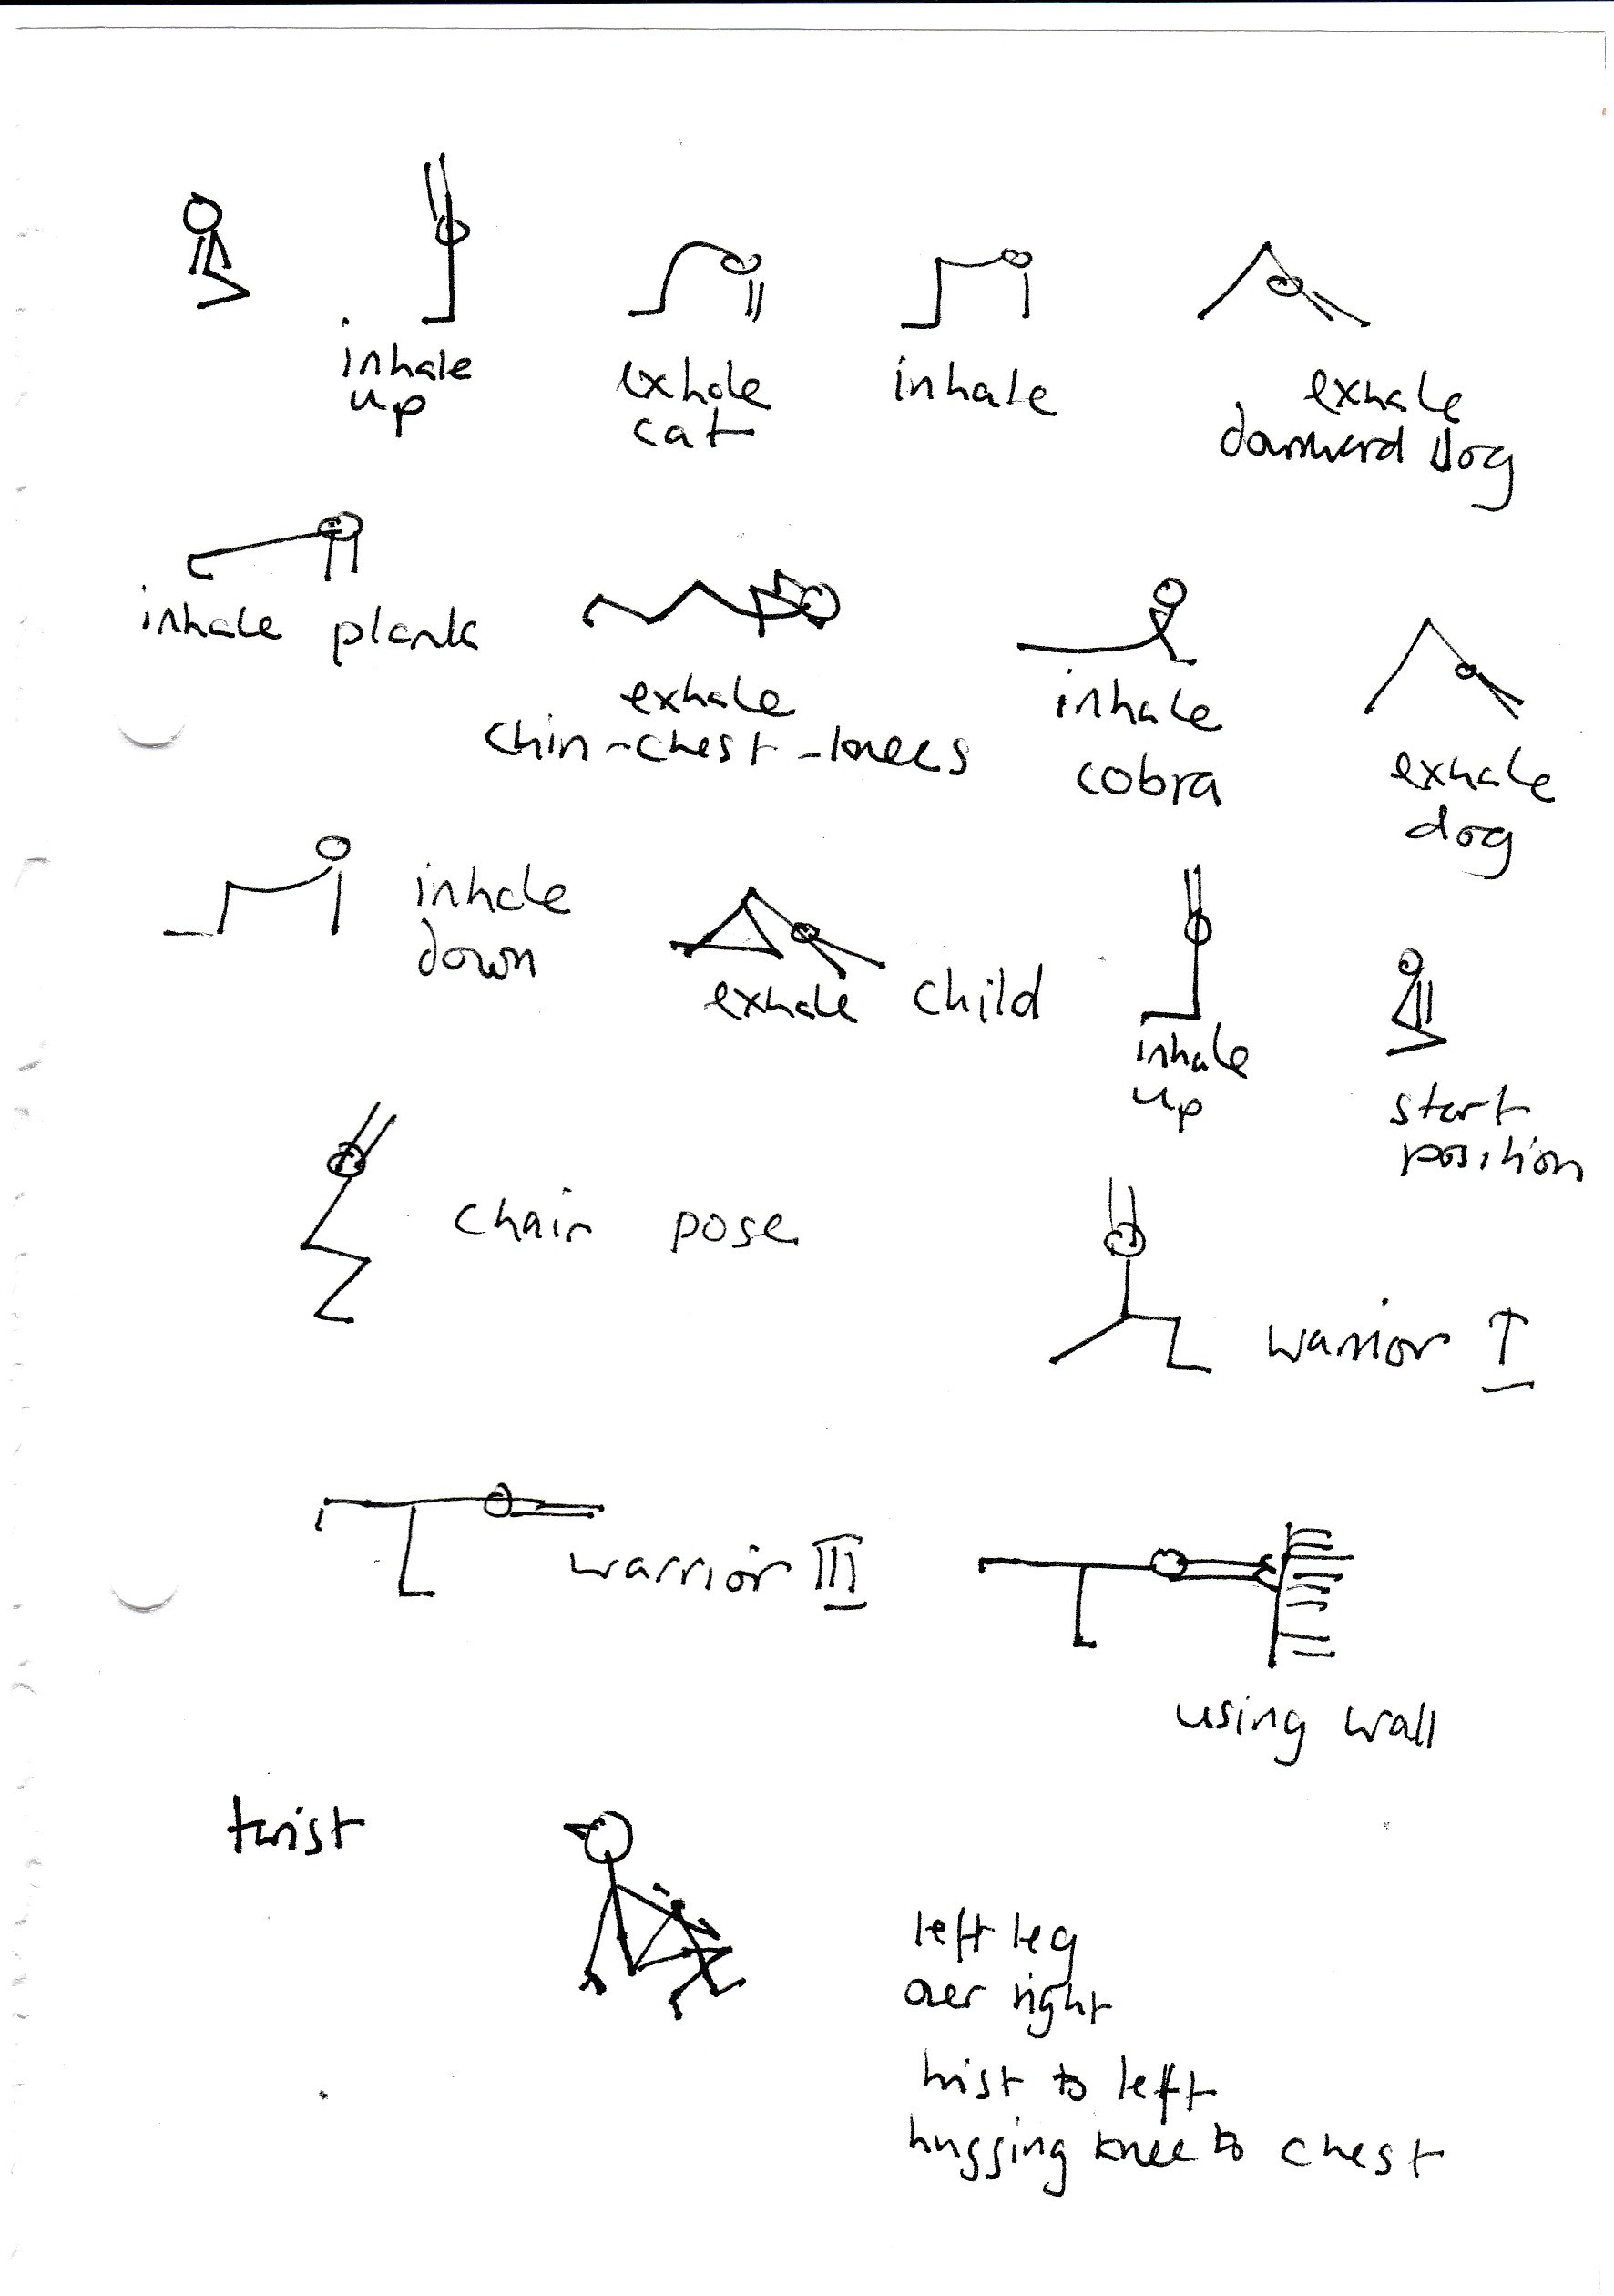 inhale
up
exhale
cat
inhale
exhale
downward dog
inhale plank
exhale
chin-chest-knees
inhale
cobra
exhale
dog
inhale
down
exhale child
inhale
up
start
position
chair pose
warrior I
warrior III
using wall
twist
left leg
over right
twist to left
hugging knee to chest